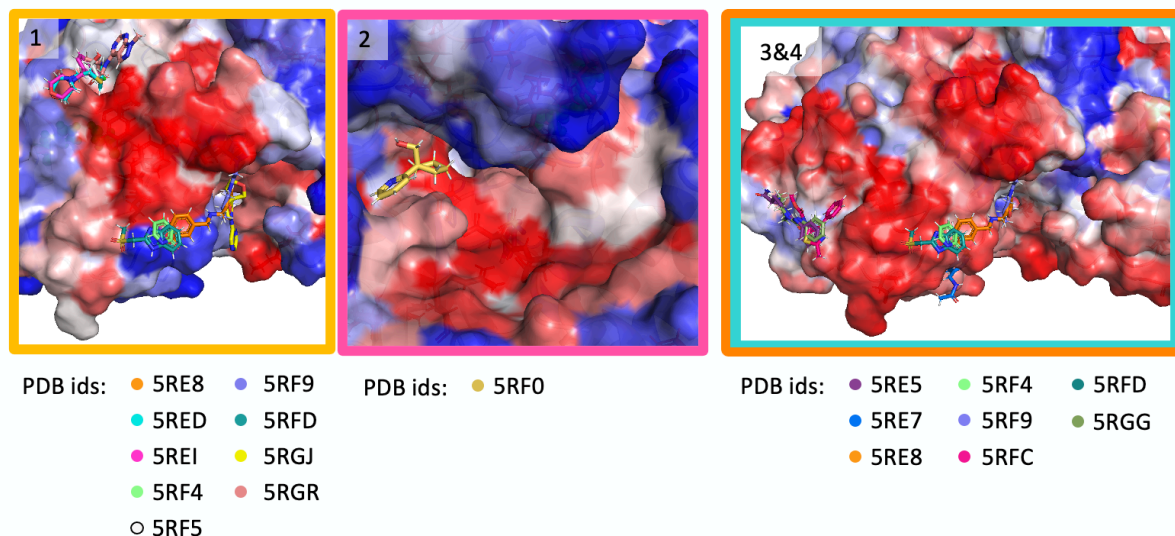 1
2
3&4
PDB ids:
5RE8
5RED
5REI
5RF4
5RF5
5RF9
5RFD
5RGJ
5RGR
PDB ids:
5RF0
PDB ids:
5RE5
5RE7
5RE8
5RF4
5RF9
5RFC
5RFD
5RGG